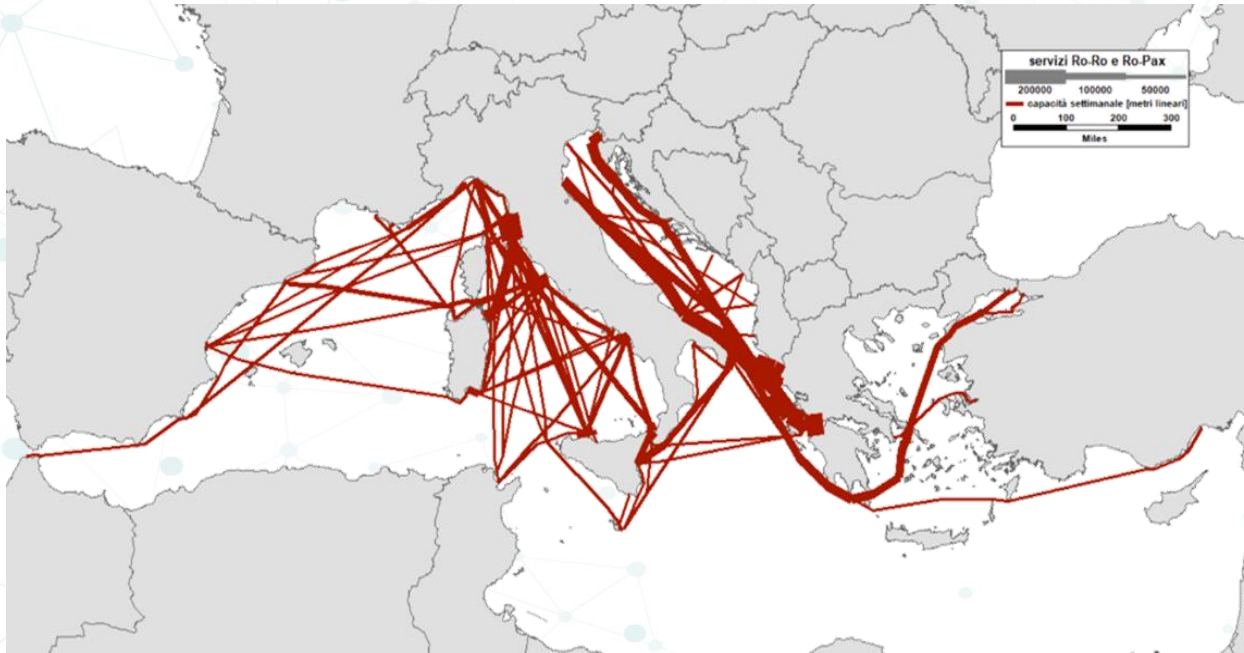 servizi Ro-Ro e Ro-Pax
200000 100000 50000
capacità settimanale [metri lineari]
0 100 200 300
Miles